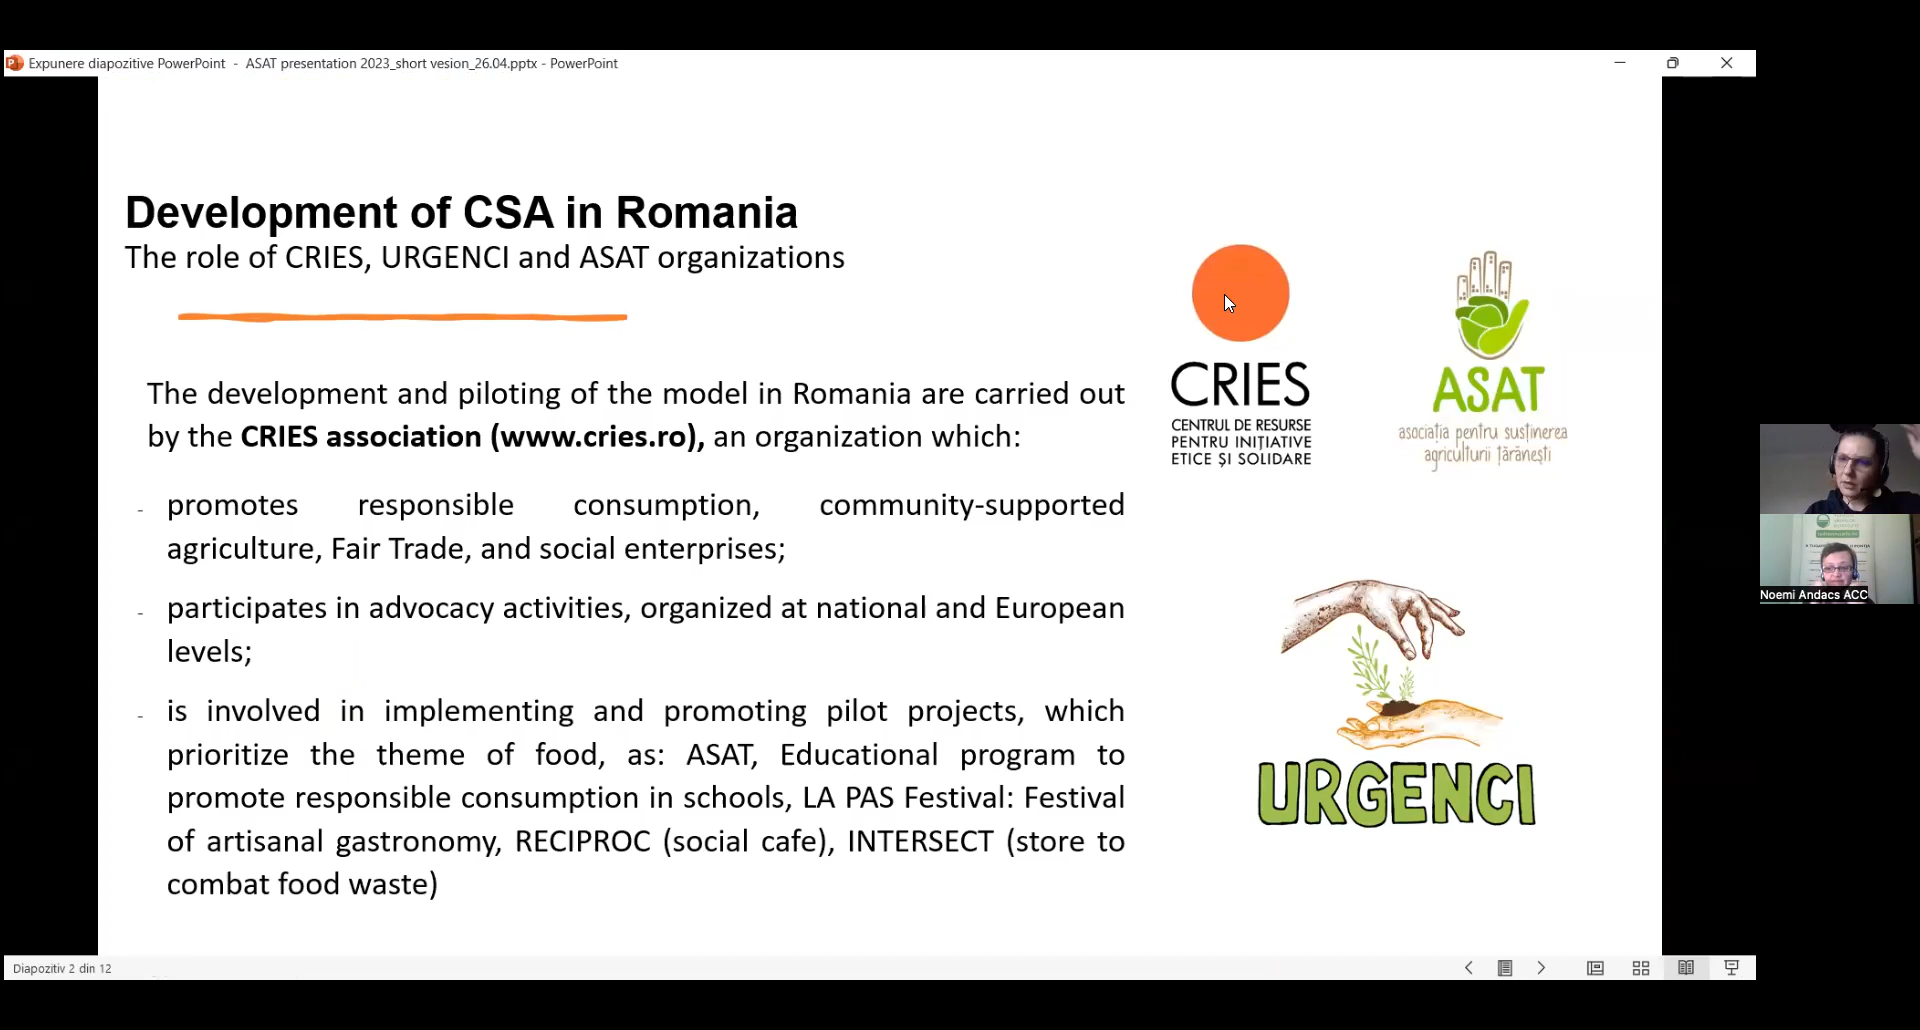 Expunere diapozitive PowerPoint - ASAT presentation 2023_short vesion_26.04.pptx - PowerPoint
Development of CSA in Romania
The role of CRIES, URGENCI and ASAT organizations
The development and piloting of the model in Romania are carried out
by the CRIES association (www.cries.ro), an organization which:
- promotes responsible consumption, community-supported
agriculture, Fair Trade, and social enterprises;
- participates in advocacy activities, organized at national and European
levels;
- is involved in implementing and promoting pilot projects, which
prioritize the theme of food, as: ASAT, Educational program to
promote responsible consumption in schools, LA PAS Festival: Festival
of artisanal gastronomy, RECIPROC (social cafe), INTERSECT (store to
combat food waste)
CRIES
CENTRUL DE RESURSE
PENTRU INIȚIATIVE
ETICE ȘI SOLIDARE
ASAT
asociația pentru susținerea
agriculturii țărănești
URGENCI
Noemi Andacs ACC
Diapozitiv 2 din 12